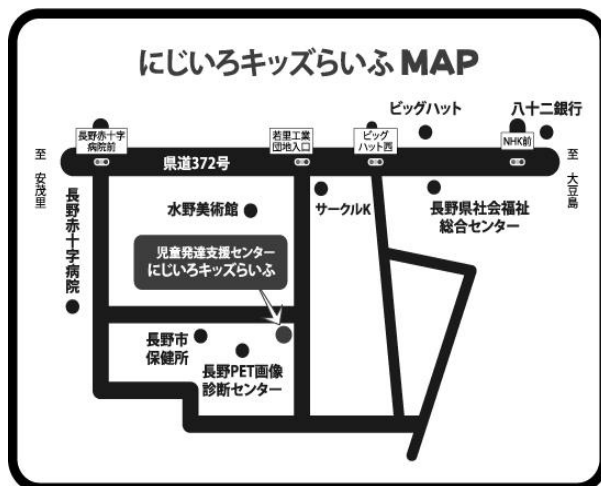 にじいろキッズらいふ MAP
ビッグハット
八十二銀行
長野赤十字
病院前
若里工業
団地入口
ビッグ
ハット西
NHK前
至 安茂里
県道372号
至 大豆島
長野赤十字病院
水野美術館
サークルK
長野県社会福祉
総合センター
児童発達支援センター
にじいろキッズらいふ
長野市
保健所
長野PET画像
診断センター